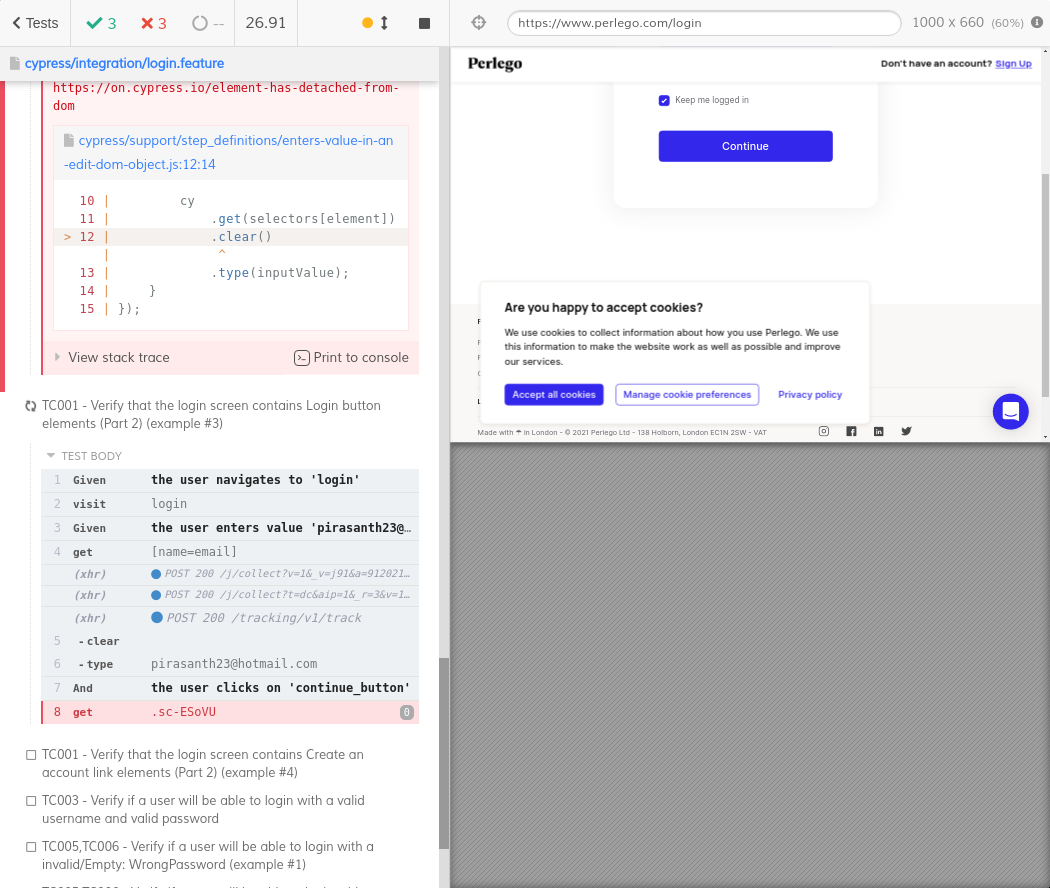 Tests
3
3
--
26.91
https://www.perlego.com/login
1000 x 660 (60%)
cypress/integration/login.feature
https://on.cypress.io/element-has-detached-from-
dom
cypress/support/step_definitions/enters-value-in-an
-edit-dom-object.js:12:14
10 | cy
11 | .get(selectors[element])
> 12 | .clear()
| ^
13 | .type(inputValue);
14 | }
15 | });
View stack trace
Print to console
TC001 - Verify that the login screen contains Login button
elements (Part 2) (example #3)
TEST BODY
1 Given the user navigates to 'login'
2 visit login
3 Given the user enters value 'pirasanth23@…
4 get [name=email]
(xhr) POST 200 /j/collect?v=1&_v=j91&a=912021…
(xhr) POST 200 /j/collect?t=dc&aip=1&_r=3&v=1…
(xhr) POST 200 /tracking/v1/track
5 -clear
6 -type pirasanth23@hotmail.com
7 And the user clicks on 'continue_button'
8 get .sc-ESoVU 0
TC001 - Verify that the login screen contains Create an
account link elements (Part 2) (example #4)
TC003 - Verify if a user will be able to login with a valid
username and valid password
TC005,TC006 - Verify if a user will be able to login with a
invalid/Empty: WrongPassword (example #1)
Perlego
Don't have an account? Sign Up
Keep me logged in
Continue
Are you happy to accept cookies?
We use cookies to collect information about how you use Perlego. We use
this information to make the website work as well as possible and improve
our services.
Accept all cookies
Manage cookie preferences
Privacy policy
Made with ☂ in London - © 2021 Perlego Ltd - 138 Holborn, London EC1N 2SW - VAT